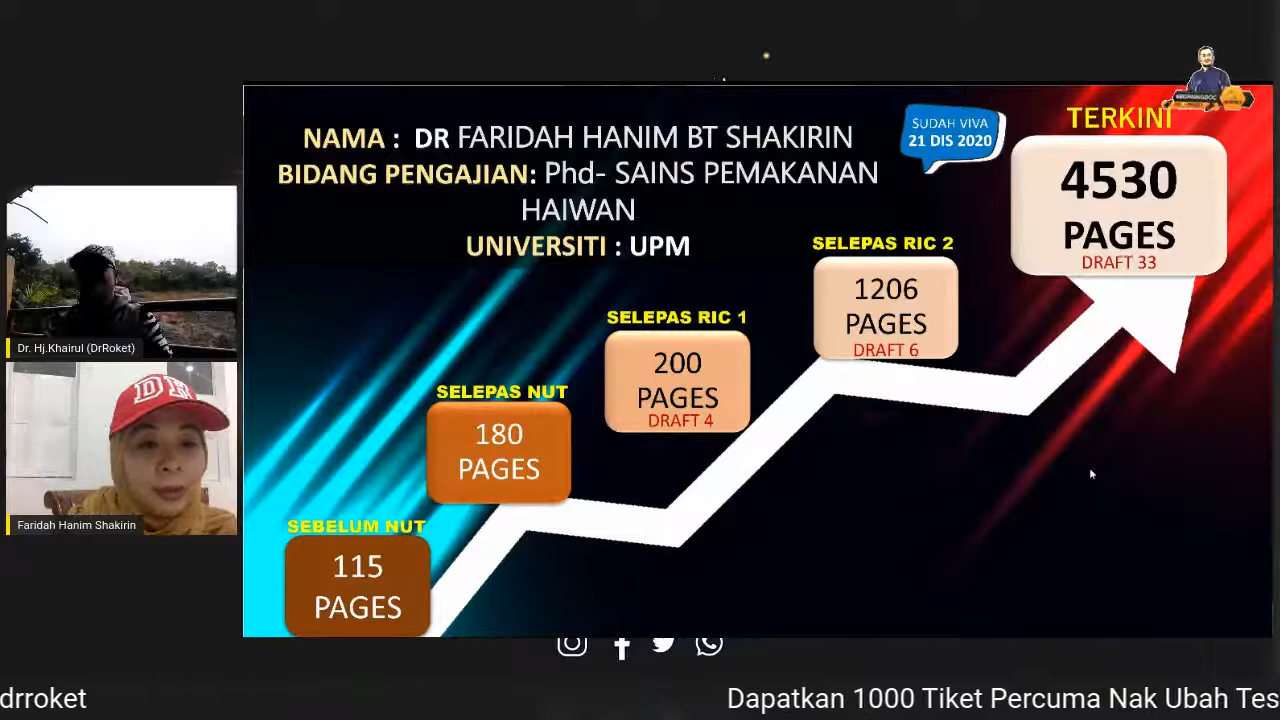 NAMA : DR FARIDAH HANIM BT SHAKIRIN
BIDANG PENGAJIAN: Phd- SAINS PEMAKANAN
HAIWAN
UNIVERSITI : UPM
SUDAH VIVA
21 DIS 2020
TERKINI
4530
PAGES
DRAFT 33
SELEPAS RIC 2
1206
PAGES
DRAFT 6
SELEPAS RIC 1
200
PAGES
DRAFT 4
SELEPAS NUT
180
PAGES
SEBELUM NUT
115
PAGES
Dr. Hj.Khairul (DrRoket)
DR
Faridah Hanim Shakirin
drroket
Dapatkan 1000 Tiket Percuma Nak Ubah Tes